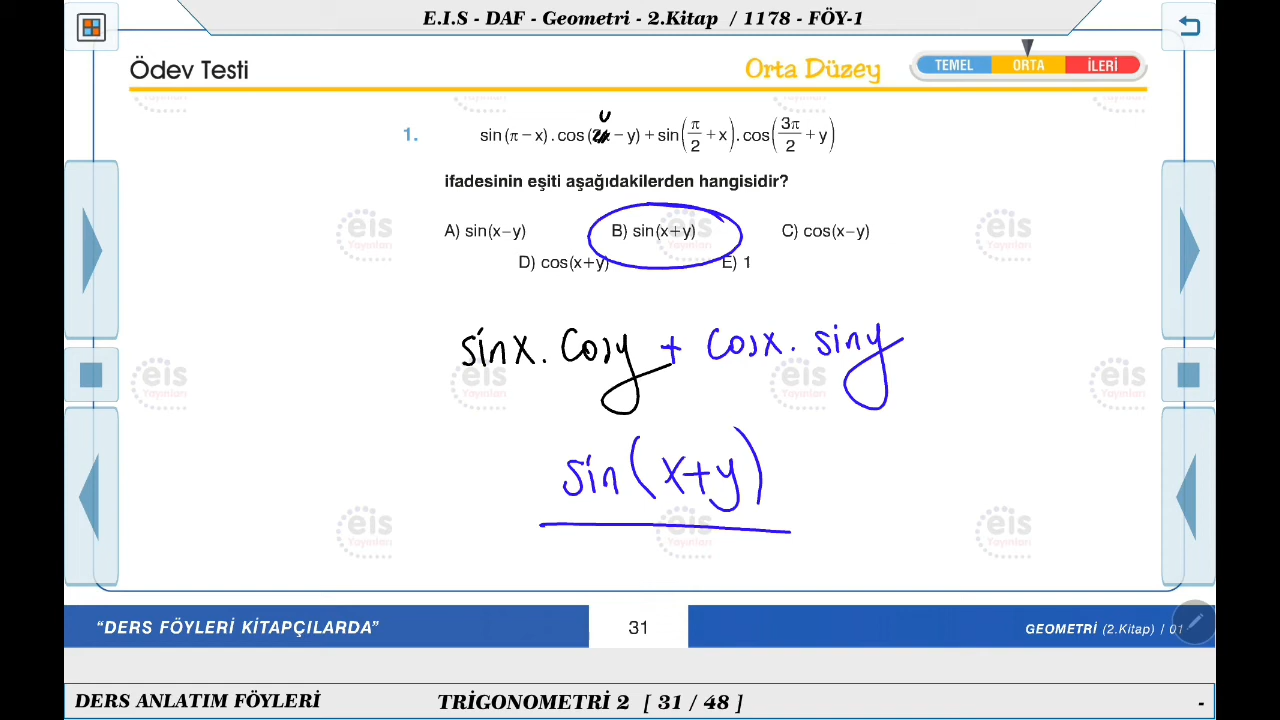 E.I.S - DAF - Geometri - 2.Kitap / 1178 - FÖY-1
Ödev Testi
Orta Düzey
TEMEL ORTA İLERİ
1. sin(π−x).cos(2π−y)+sin(π/2+x).cos(3π/2+y)
ifadesinin eşiti aşağıdakilerden hangisidir?
A) sin(x−y) B) sin(x+y) C) cos(x−y)
D) cos(x+y) E) 1
sinx. Cosy + cosx. siny
sin(x+y)
eis Yayınları
"DERS FÖYLERİ KİTAPÇILARDA"
31
GEOMETRİ (2.Kitap) / 01
DERS ANLATIM FÖYLERİ
TRİGONOMETRİ 2 [ 31 / 48 ]
-